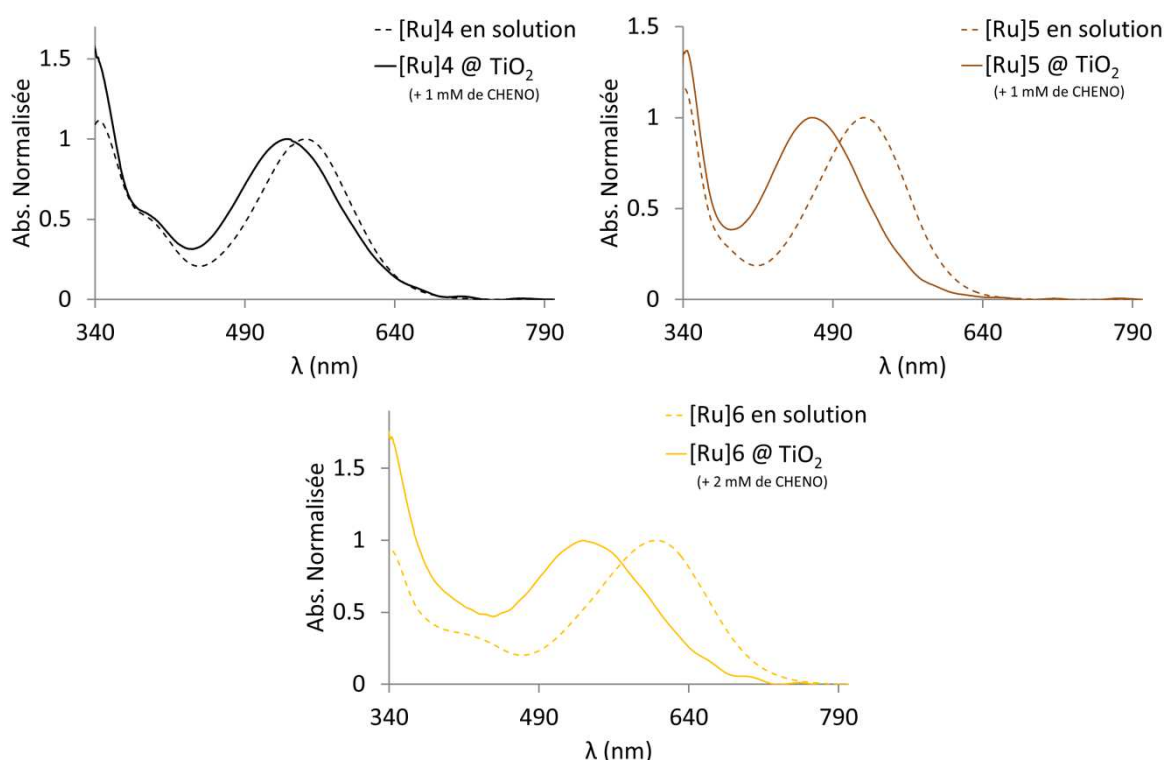 [Ru]4 en solution
[Ru]4 @ TiO₂
(+ 1 mM de CHENO)
Abs. Normalisée
1.5
1
0.5
0
340
490
640
790
λ (nm)
[Ru]5 en solution
[Ru]5 @ TiO₂
(+ 1 mM de CHENO)
Abs. Normalisée
1.5
1
0.5
0
340
490
640
790
λ (nm)
[Ru]6 en solution
[Ru]6 @ TiO₂
(+ 2 mM de CHENO)
Abs. Normalisée
1.5
1
0.5
0
340
490
640
790
λ (nm)